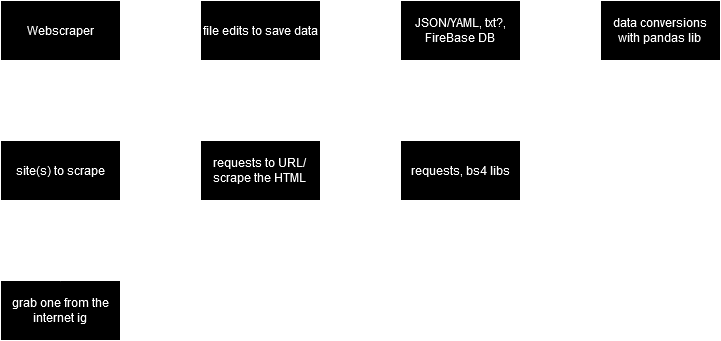 Webscraper
file edits to save data
JSON/YAML, txt?,
FireBase DB
data conversions
with pandas lib
site(s) to scrape
requests to URL/
scrape the HTML
requests, bs4 libs
grab one from the
internet ig